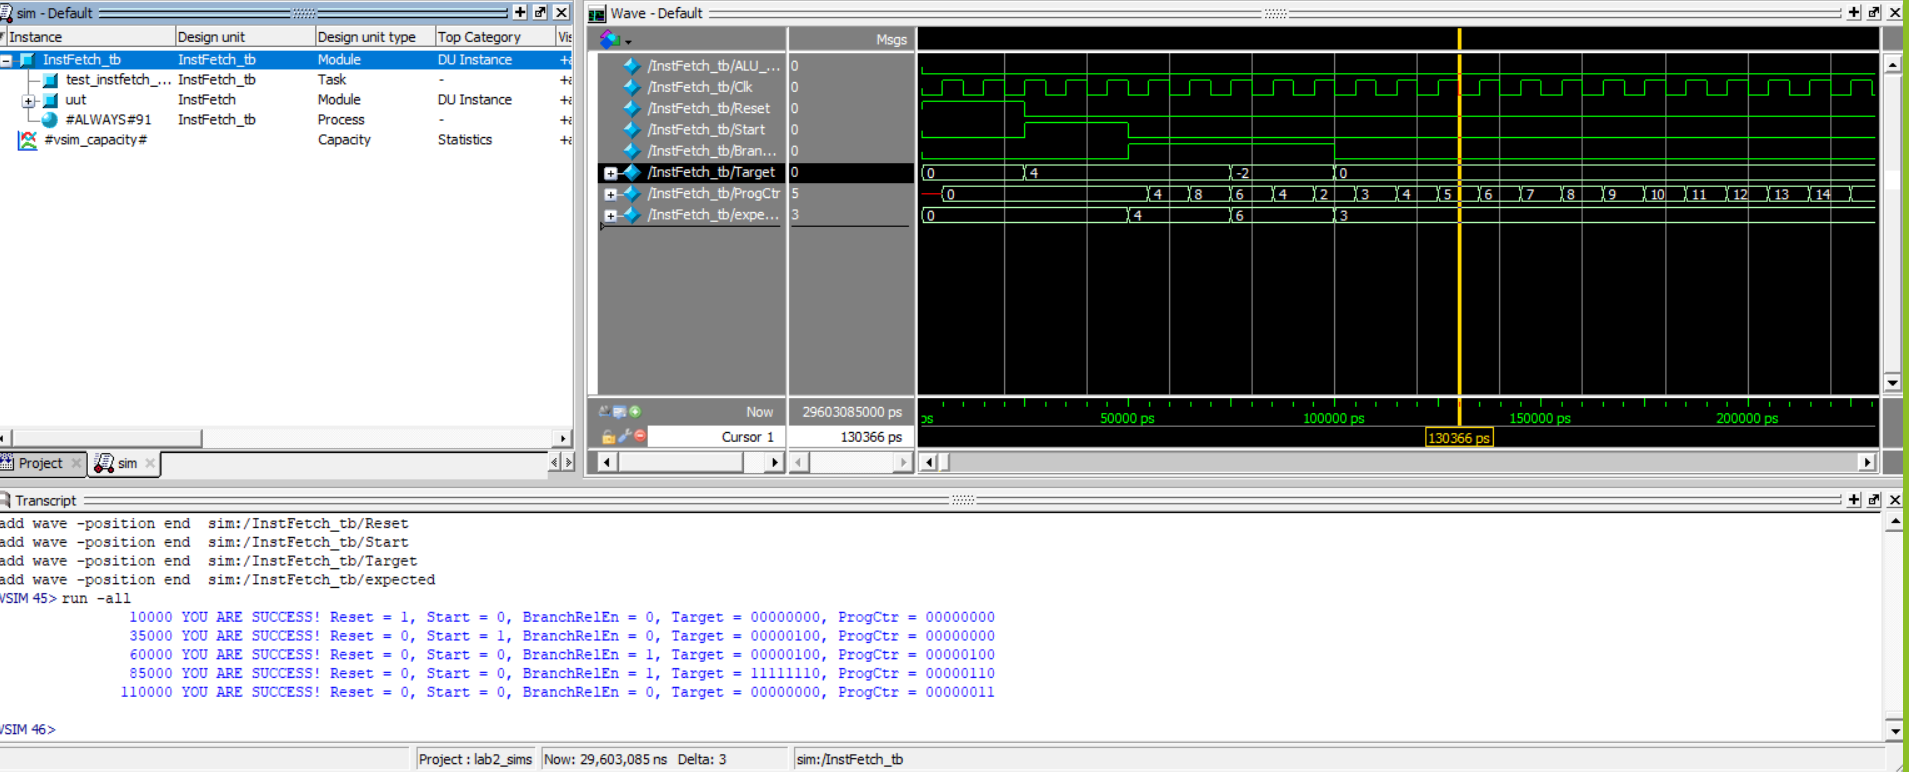 sim - Default
Instance Design unit Design unit type Top Category Vis
InstFetch_tb InstFetch_tb Module DU Instance +a
test_instfetch_... InstFetch_tb Task - +a
uut InstFetch Module DU Instance +a
#ALWAYS#91 InstFetch_tb Process - +a
#vsim_capacity# Capacity Statistics +a
Project sim
Wave - Default
Msgs
/InstFetch_tb/ALU_... 0
/InstFetch_tb/Clk 0
/InstFetch_tb/Reset 0
/InstFetch_tb/Start 0
/InstFetch_tb/Bran... 0
/InstFetch_tb/Target 0 0 4 -2 0
/InstFetch_tb/ProgCtr 5 0 4 8 6 4 2 3 4 5 6 7 8 9 10 11 12 13 14
/InstFetch_tb/expe... 3 0 4 6 3
Now 29603085000 ps ps 50000 ps 100000 ps 150000 ps 200000 ps
Cursor 1 130366 ps 130366 ps
Transcript
add wave -position end sim:/InstFetch_tb/Reset
add wave -position end sim:/InstFetch_tb/Start
add wave -position end sim:/InstFetch_tb/Target
add wave -position end sim:/InstFetch_tb/expected
VSIM 45> run -all
10000 YOU ARE SUCCESS! Reset = 1, Start = 0, BranchRelEn = 0, Target = 00000000, ProgCtr = 00000000
35000 YOU ARE SUCCESS! Reset = 0, Start = 1, BranchRelEn = 0, Target = 00000100, ProgCtr = 00000000
60000 YOU ARE SUCCESS! Reset = 0, Start = 0, BranchRelEn = 1, Target = 00000100, ProgCtr = 00000100
85000 YOU ARE SUCCESS! Reset = 0, Start = 0, BranchRelEn = 1, Target = 11111110, ProgCtr = 00000110
110000 YOU ARE SUCCESS! Reset = 0, Start = 0, BranchRelEn = 0, Target = 00000000, ProgCtr = 00000011
VSIM 46>
Project : lab2_sims Now: 29,603,085 ns Delta: 3 sim:/InstFetch_tb